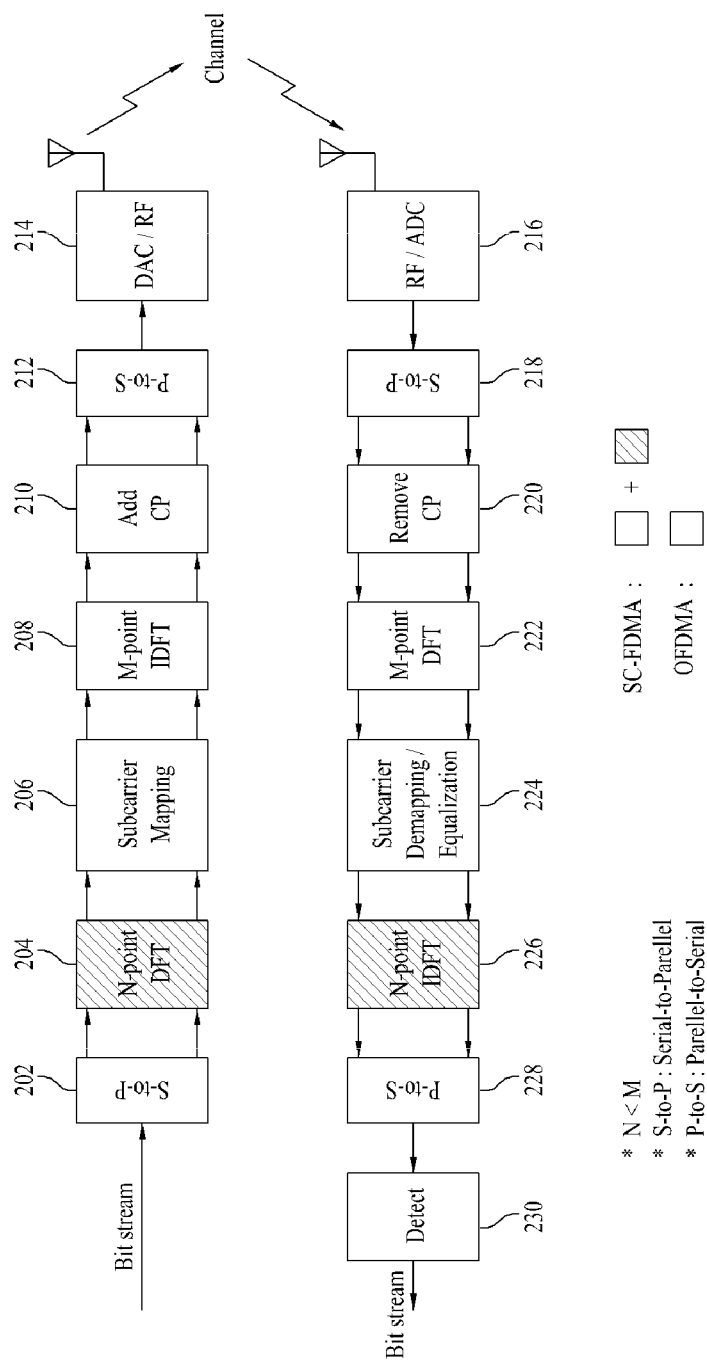 202
204
206
208
210
212
214
Bit stream
S-to-P
N-point
DFT
Subcarrier
Mapping
M-point
IDFT
Add
CP
P-to-S
DAC / RF
Channel
Bit stream
Detect
P-to-S
N-point
IDFT
Subcarrier
Demapping /
Equalization
M-point
DFT
Remove
CP
S-to-P
RF / ADC
230
228
226
224
222
220
218
216
* N < M
* S-to-P : Serial-to-Parellel
* P-to-S : Parellel-to-Serial
SC-FDMA : +
OFDMA :